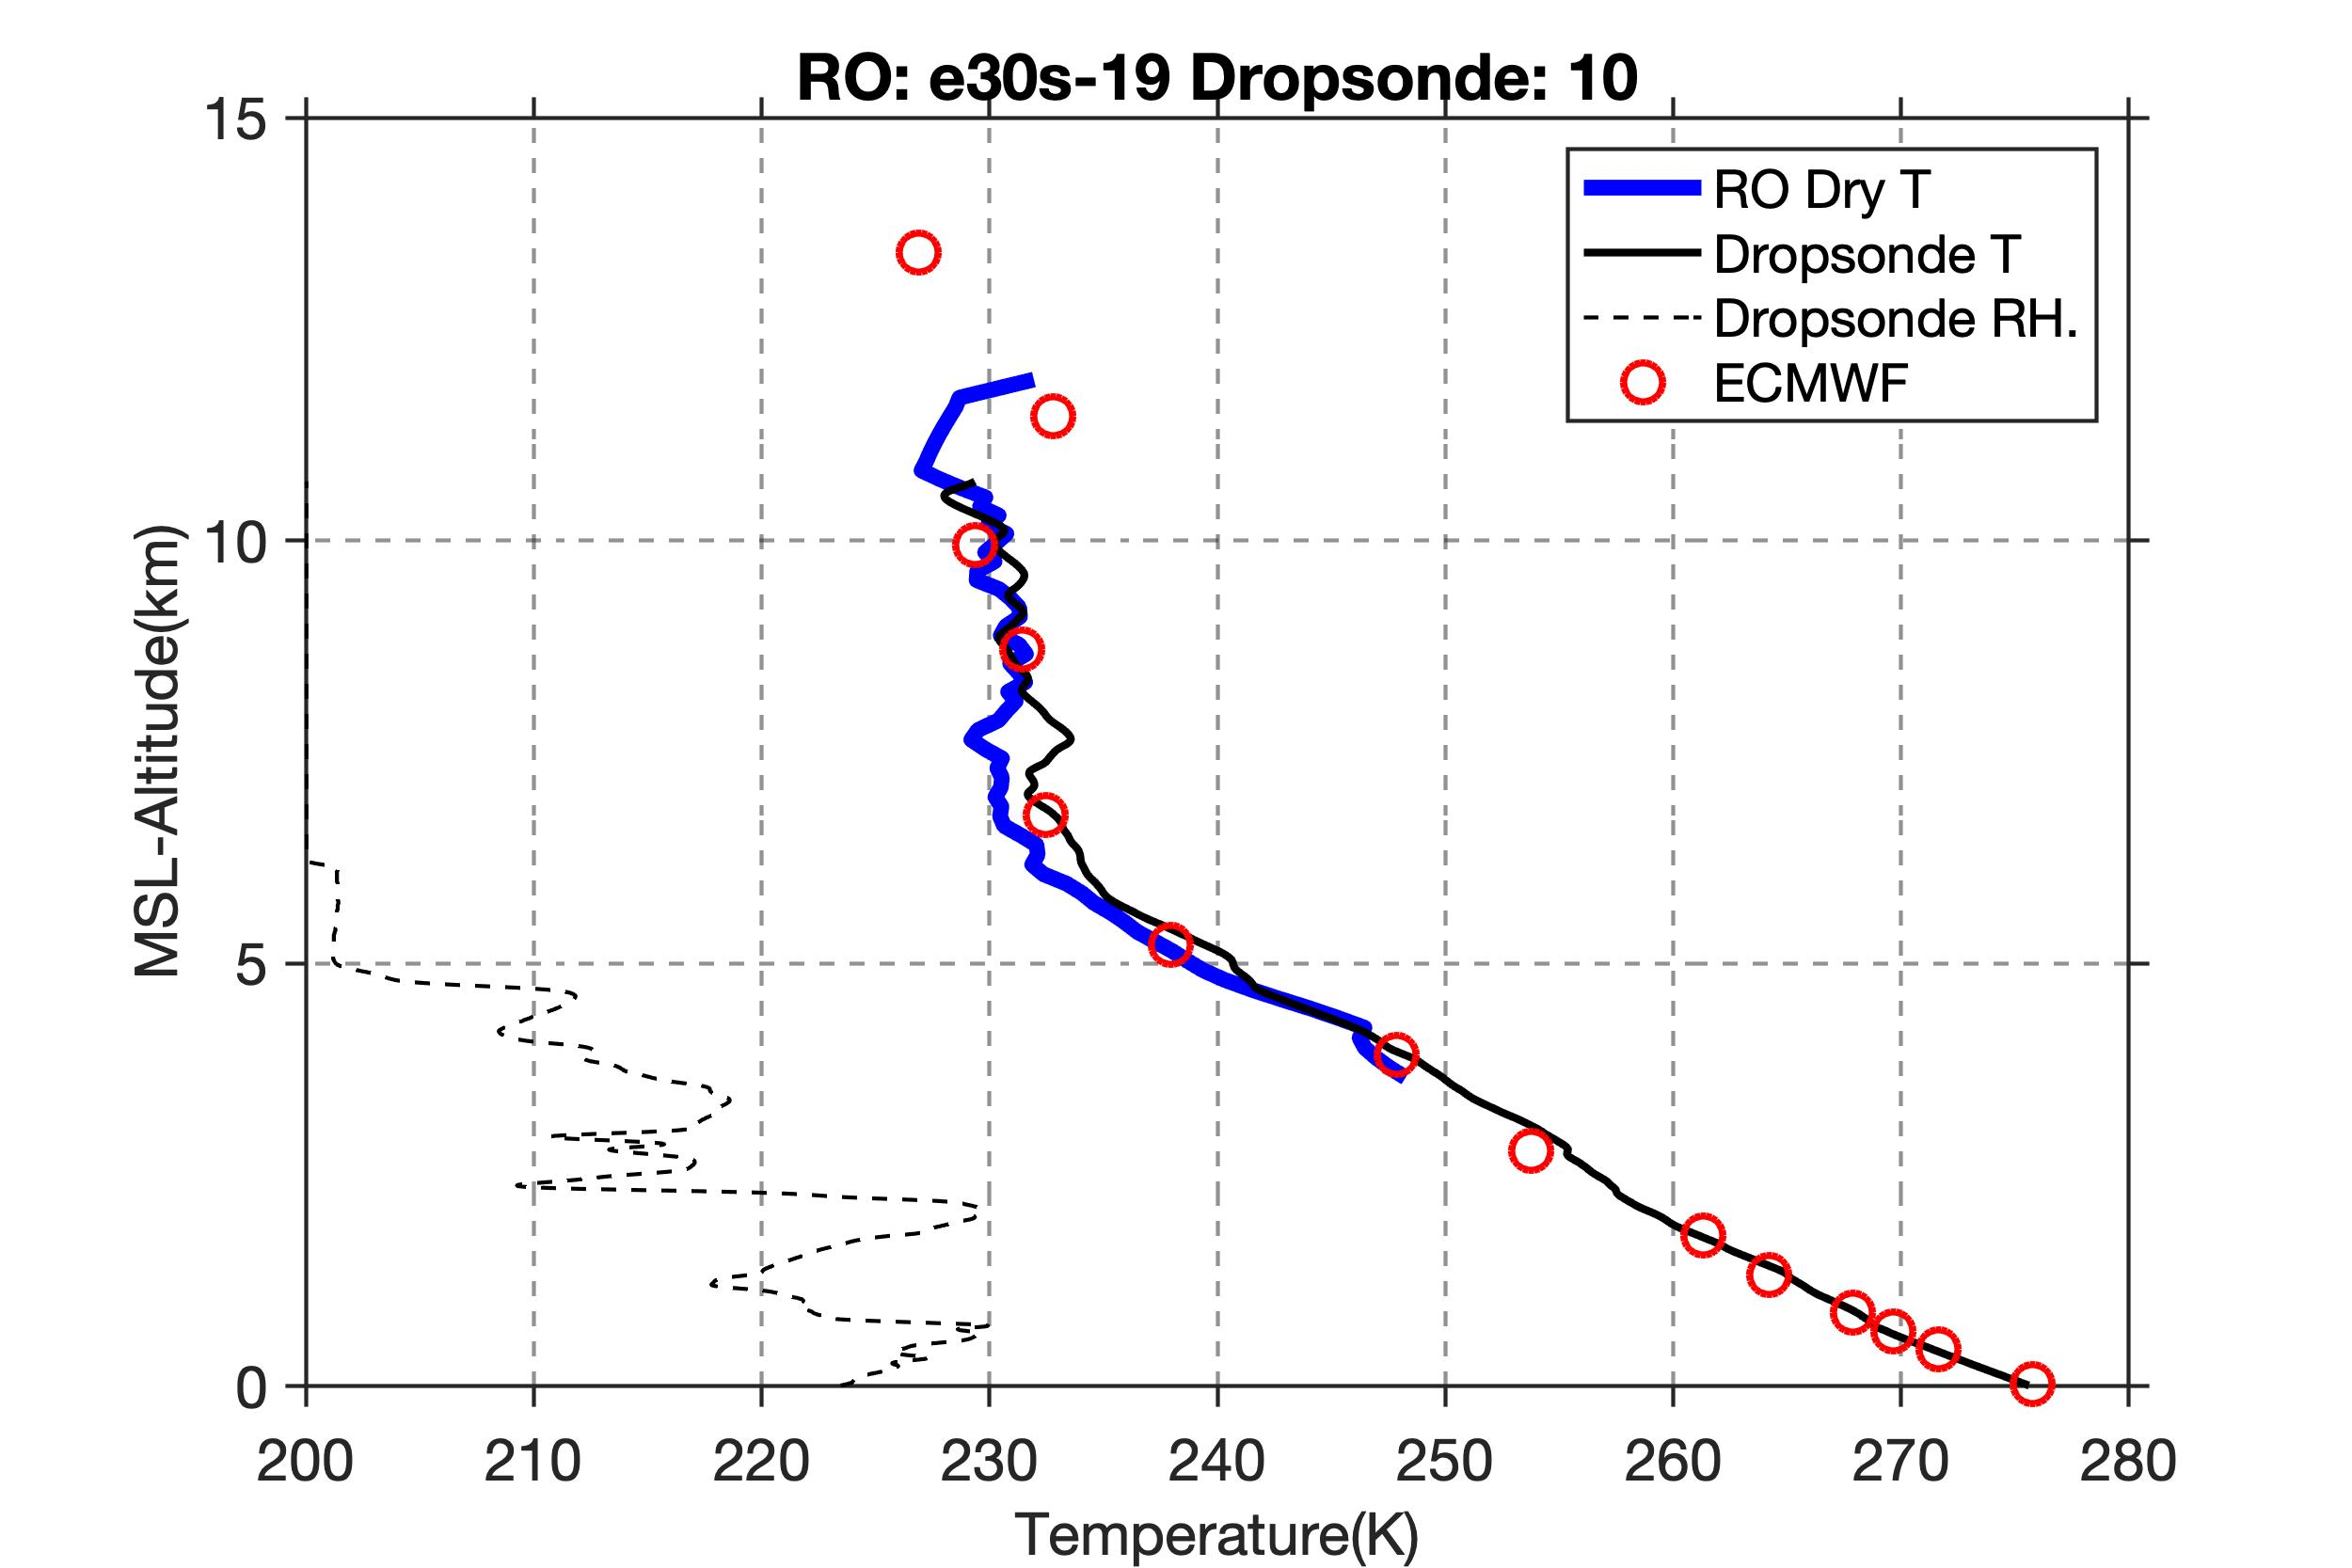 RO: e30s-19 Dropsonde: 10
RO Dry T
Dropsonde T
Dropsonde RH.
ECMWF
MSL-Altitude(km)
15
10
5
0
200 210 220 230 240 250 260 270 280
Temperature(K)